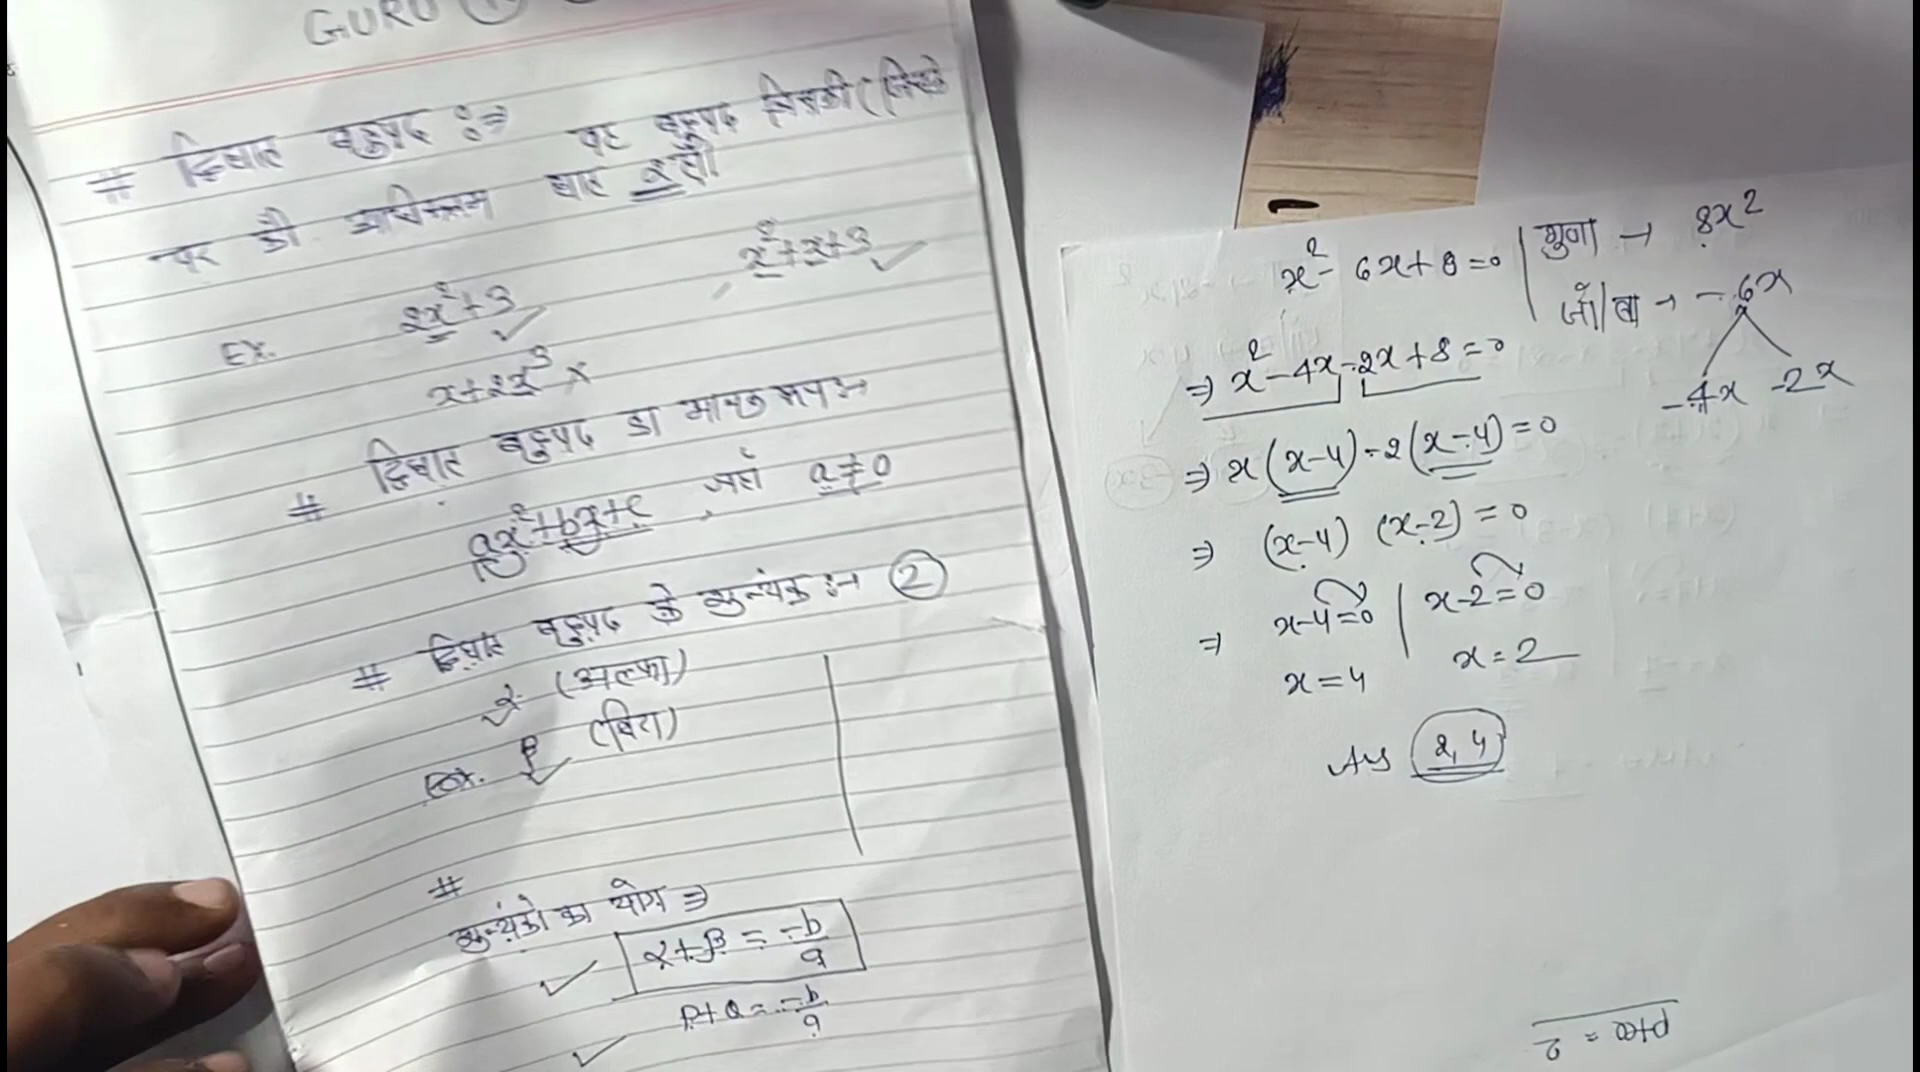 GURU
# द्विघात बहुपद :→ वह बहुपद जिसकी (जिसके
चर की अधिकतम घात 2 हो
Ex. 2x²+3 ✓ x²+x+3 ✓
x+2x³ ×
# द्विघात बहुपद का मानक रूप :→
ax²+bx+c, जहाँ a≠0
# द्विघात बहुपद के शुन्यंक :→ ②
α (अल्फा)
Ex. β (बिटा)
#
शुन्यंको का योग ⇒
✓ α+β = -b/a
✓ P+Q = -b/a
x² - 6x+8=0 | गुना → 8x²
जो/घा → -6x
-4x -2x
⇒ x²-4x-2x+8=0
⇒ x(x-4)-2(x-4)=0
⇒ (x-4) (x-2)=0
⇒ x-4=0 | x-2=0
x=4 x=2
Ans 2, 4